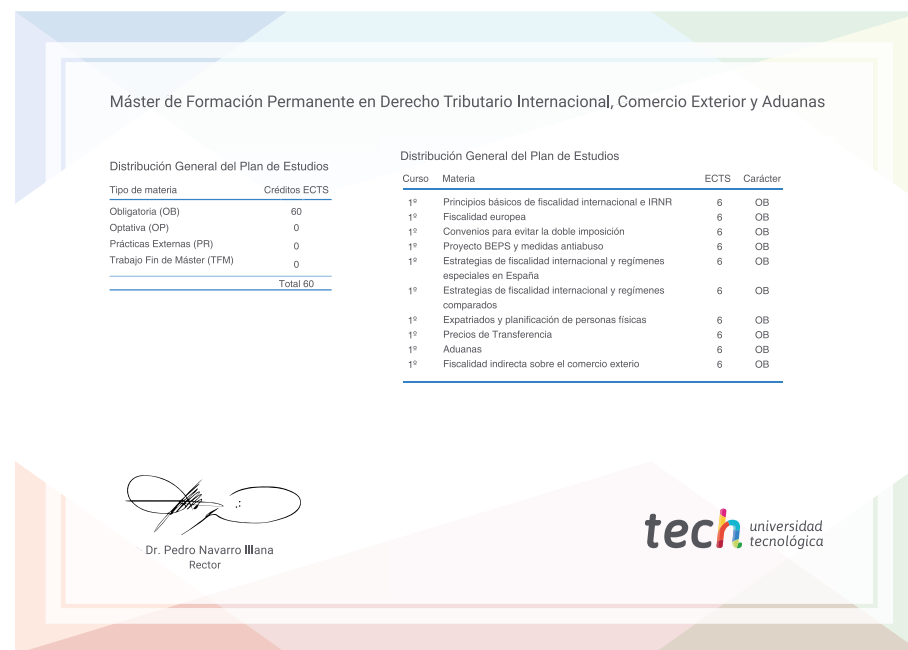 Máster de Formación Permanente en Derecho Tributario Internacional, Comercio Exterior y Aduanas
Distribución General del Plan de Estudios
Tipo de materia Créditos ECTS
Obligatoria (OB) 60
Optativa (OP) 0
Prácticas Externas (PR) 0
Trabajo Fin de Máster (TFM) 0
Total 60
Distribución General del Plan de Estudios
Curso Materia ECTS Carácter
1º Principios básicos de fiscalidad internacional e IRNR 6 OB
1º Fiscalidad europea 6 OB
1º Convenios para evitar la doble imposición 6 OB
1º Proyecto BEPS y medidas antiabuso 6 OB
1º Estrategias de fiscalidad internacional y regímenes 6 OB
especiales en España
1º Estrategias de fiscalidad internacional y regímenes 6 OB
comparados
1º Expatriados y planificación de personas físicas 6 OB
1º Precios de Transferencia 6 OB
1º Aduanas 6 OB
1º Fiscalidad indirecta sobre el comercio exterio 6 OB
Dr. Pedro Navarro Illana
Rector
tech universidad
tecnológica